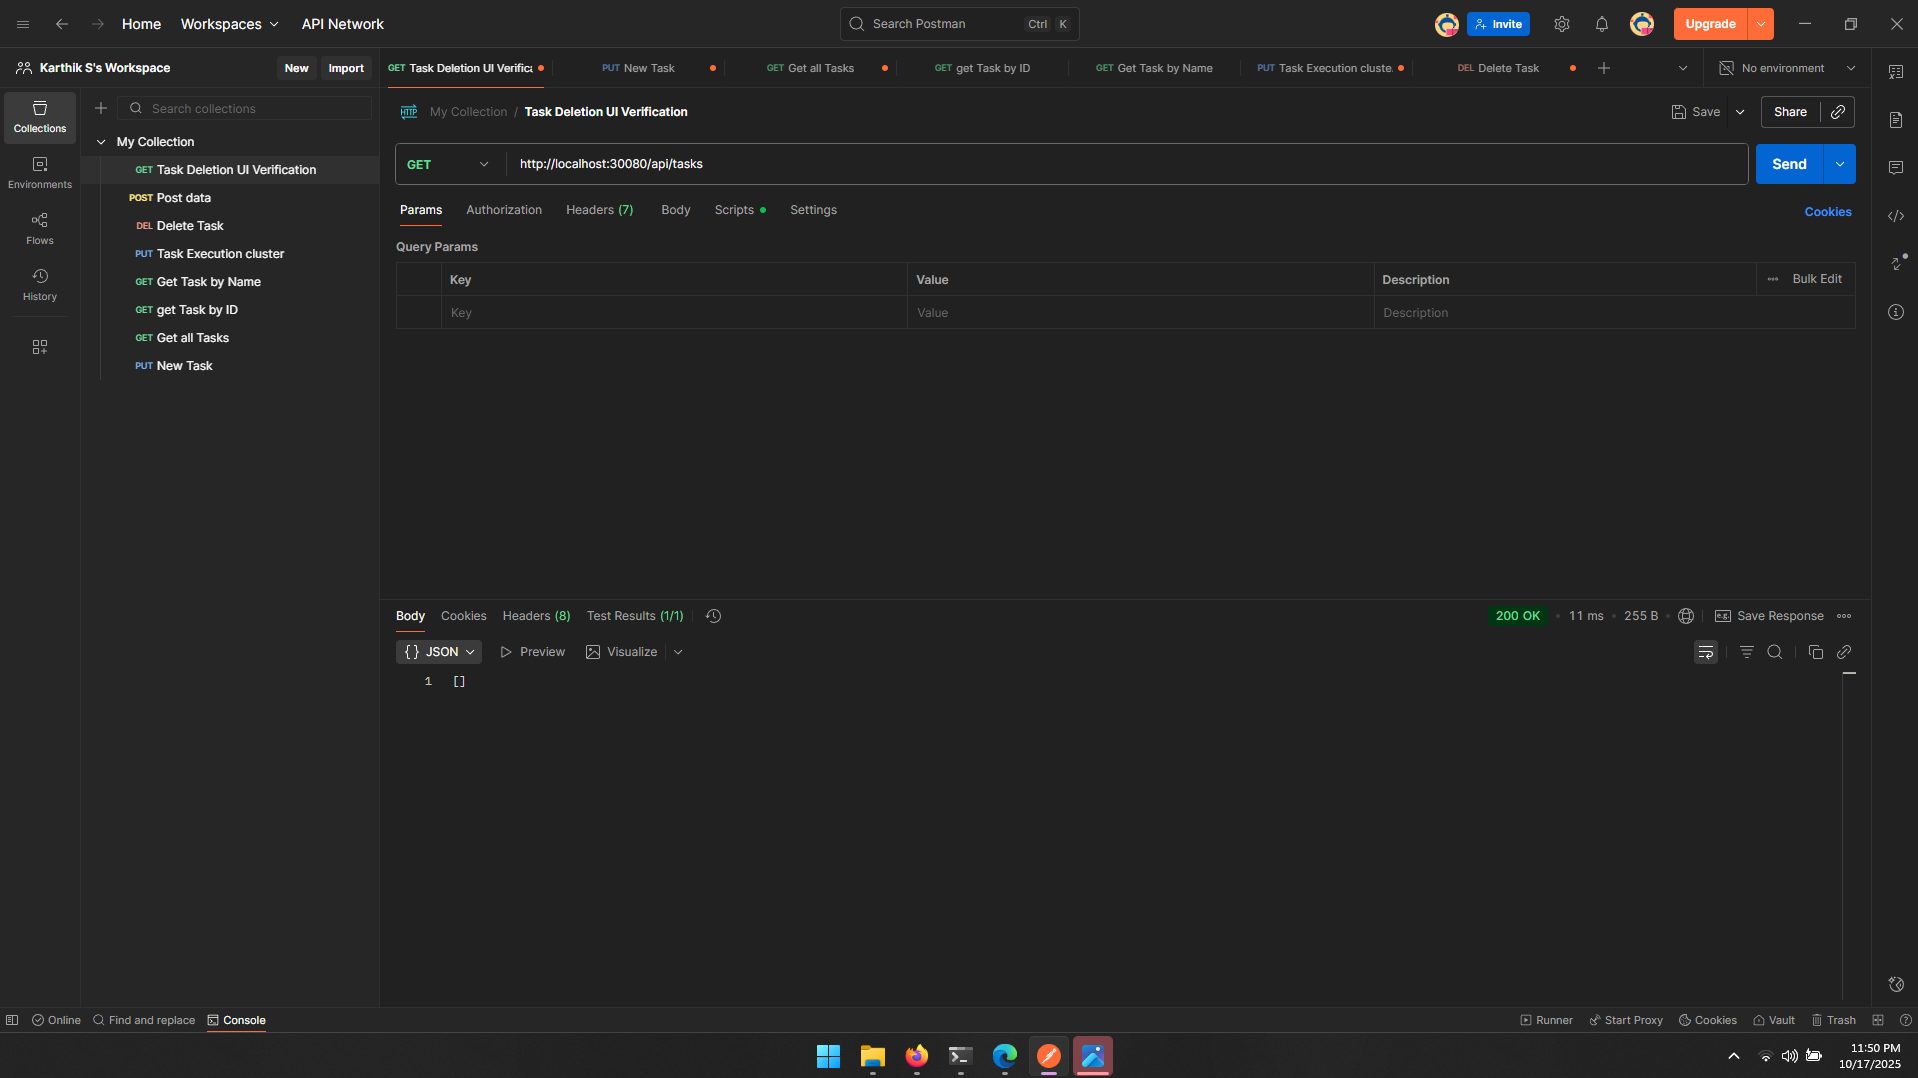 Home Workspaces API Network Search Postman Ctrl K Invite Upgrade
Karthik S's Workspace New Import
GET Task Deletion UI Verifica PUT New Task GET Get all Tasks GET get Task by ID GET Get Task by Name PUT Task Execution cluste DEL Delete Task No environment
Collections
Environments
Flows
History
Search collections
My Collection
GET Task Deletion UI Verification
POST Post data
DEL Delete Task
PUT Task Execution cluster
GET Get Task by Name
GET get Task by ID
GET Get all Tasks
PUT New Task
HTTP My Collection / Task Deletion UI Verification Save Share
GET http://localhost:30080/api/tasks Send
Params Authorization Headers (7) Body Scripts Settings Cookies
Query Params
Key Value Description Bulk Edit
Key Value Description
Body Cookies Headers (8) Test Results (1/1) 200 OK 11 ms 255 B e.g. Save Response
{} JSON Preview Visualize
1 []
Online Find and replace Console Runner Start Proxy Cookies Vault Trash
11:50 PM
10/17/2025